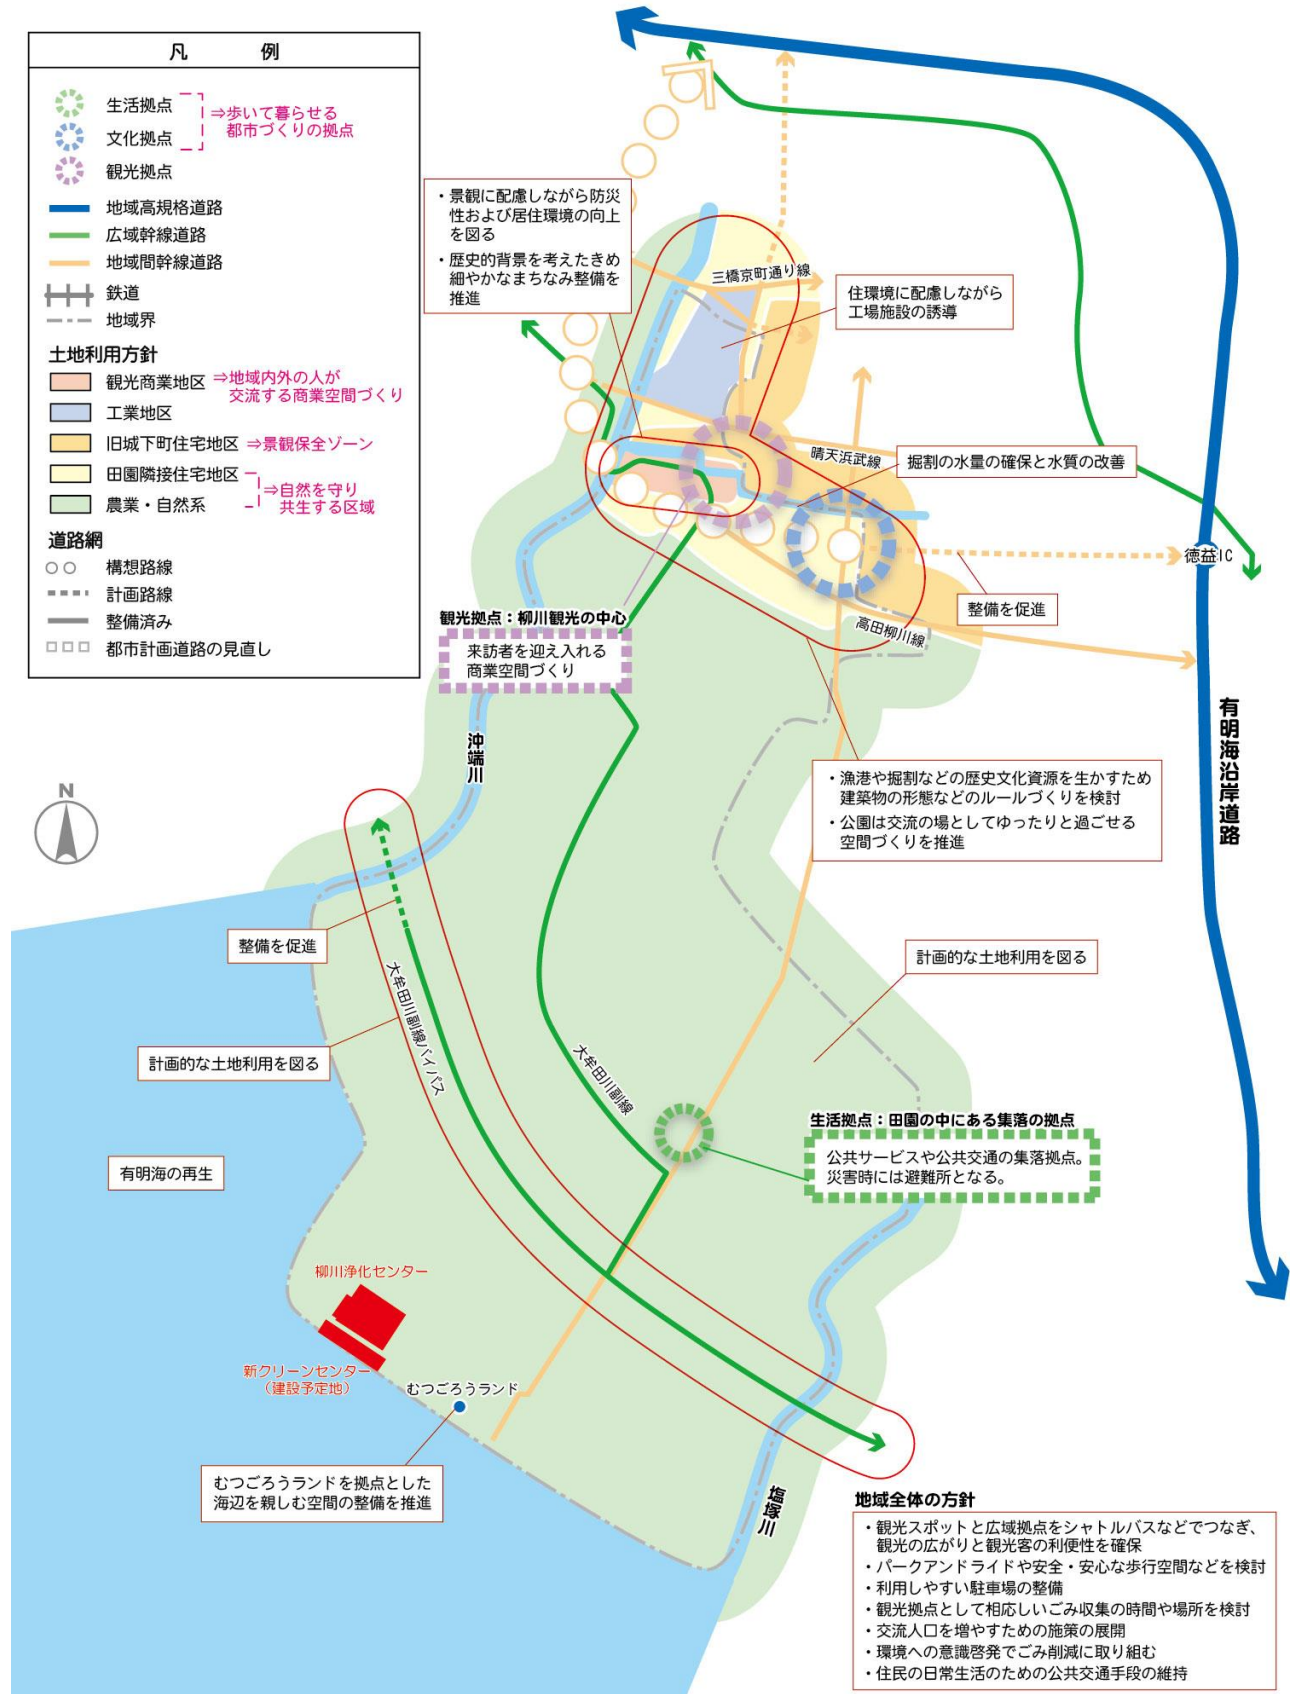 凡 例
生活拠点
文化拠点
⇒歩いて暮らせる
都市づくりの拠点
観光拠点
地域高規格道路
広域幹線道路
地域間幹線道路
鉄道
地域界
土地利用方針
観光商業地区
⇒地域内外の人が
交流する商業空間づくり
工業地区
旧城下町住宅地区
⇒景観保全ゾーン
田園隣接住宅地区
⇒自然を守り
共生する区域
農業・自然系
道路網
構想路線
計画路線
整備済み
都市計画道路の見直し
・景観に配慮しながら防災
性および居住環境の向上
を図る
・歴史的背景を考えたきめ
細やかなまちなみ整備を
推進
三橋京町通り線
住環境に配慮しながら
工場施設の誘導
晴天浜武線
掘割の水量の確保と水質の改善
徳益IC
整備を促進
高田柳川線
観光拠点：柳川観光の中心
来訪者を迎え入れる
商業空間づくり
有明海沿岸道路
沖端川
N
・漁港や掘割などの歴史文化資源を生かすため
建築物の形態などのルールづくりを検討
・公園は交流の場としてゆったりと過ごせる
空間づくりを推進
整備を促進
計画的な土地利用を図る
大牟田川副線バイパス
計画的な土地利用を図る
大牟田川副線
生活拠点：田園の中にある集落の拠点
公共サービスや公共交通の集落拠点。
災害時には避難所となる。
有明海の再生
柳川浄化センター
新クリーンセンター
（建設予定地）
むつごろうランド
むつごろうランドを拠点とした
海辺を親しむ空間の整備を推進
塩塚川
地域全体の方針
・観光スポットと広域拠点をシャトルバスなどでつなぎ、
観光の広がりと観光客の利便性を確保
・パークアンドライドや安全・安心な歩行空間などを検討
・利用しやすい駐車場の整備
・観光拠点として相応しいごみ収集の時間や場所を検討
・交流人口を増やすための施策の展開
・環境への意識啓発でごみ削減に取り組む
・住民の日常生活のための公共交通手段の維持